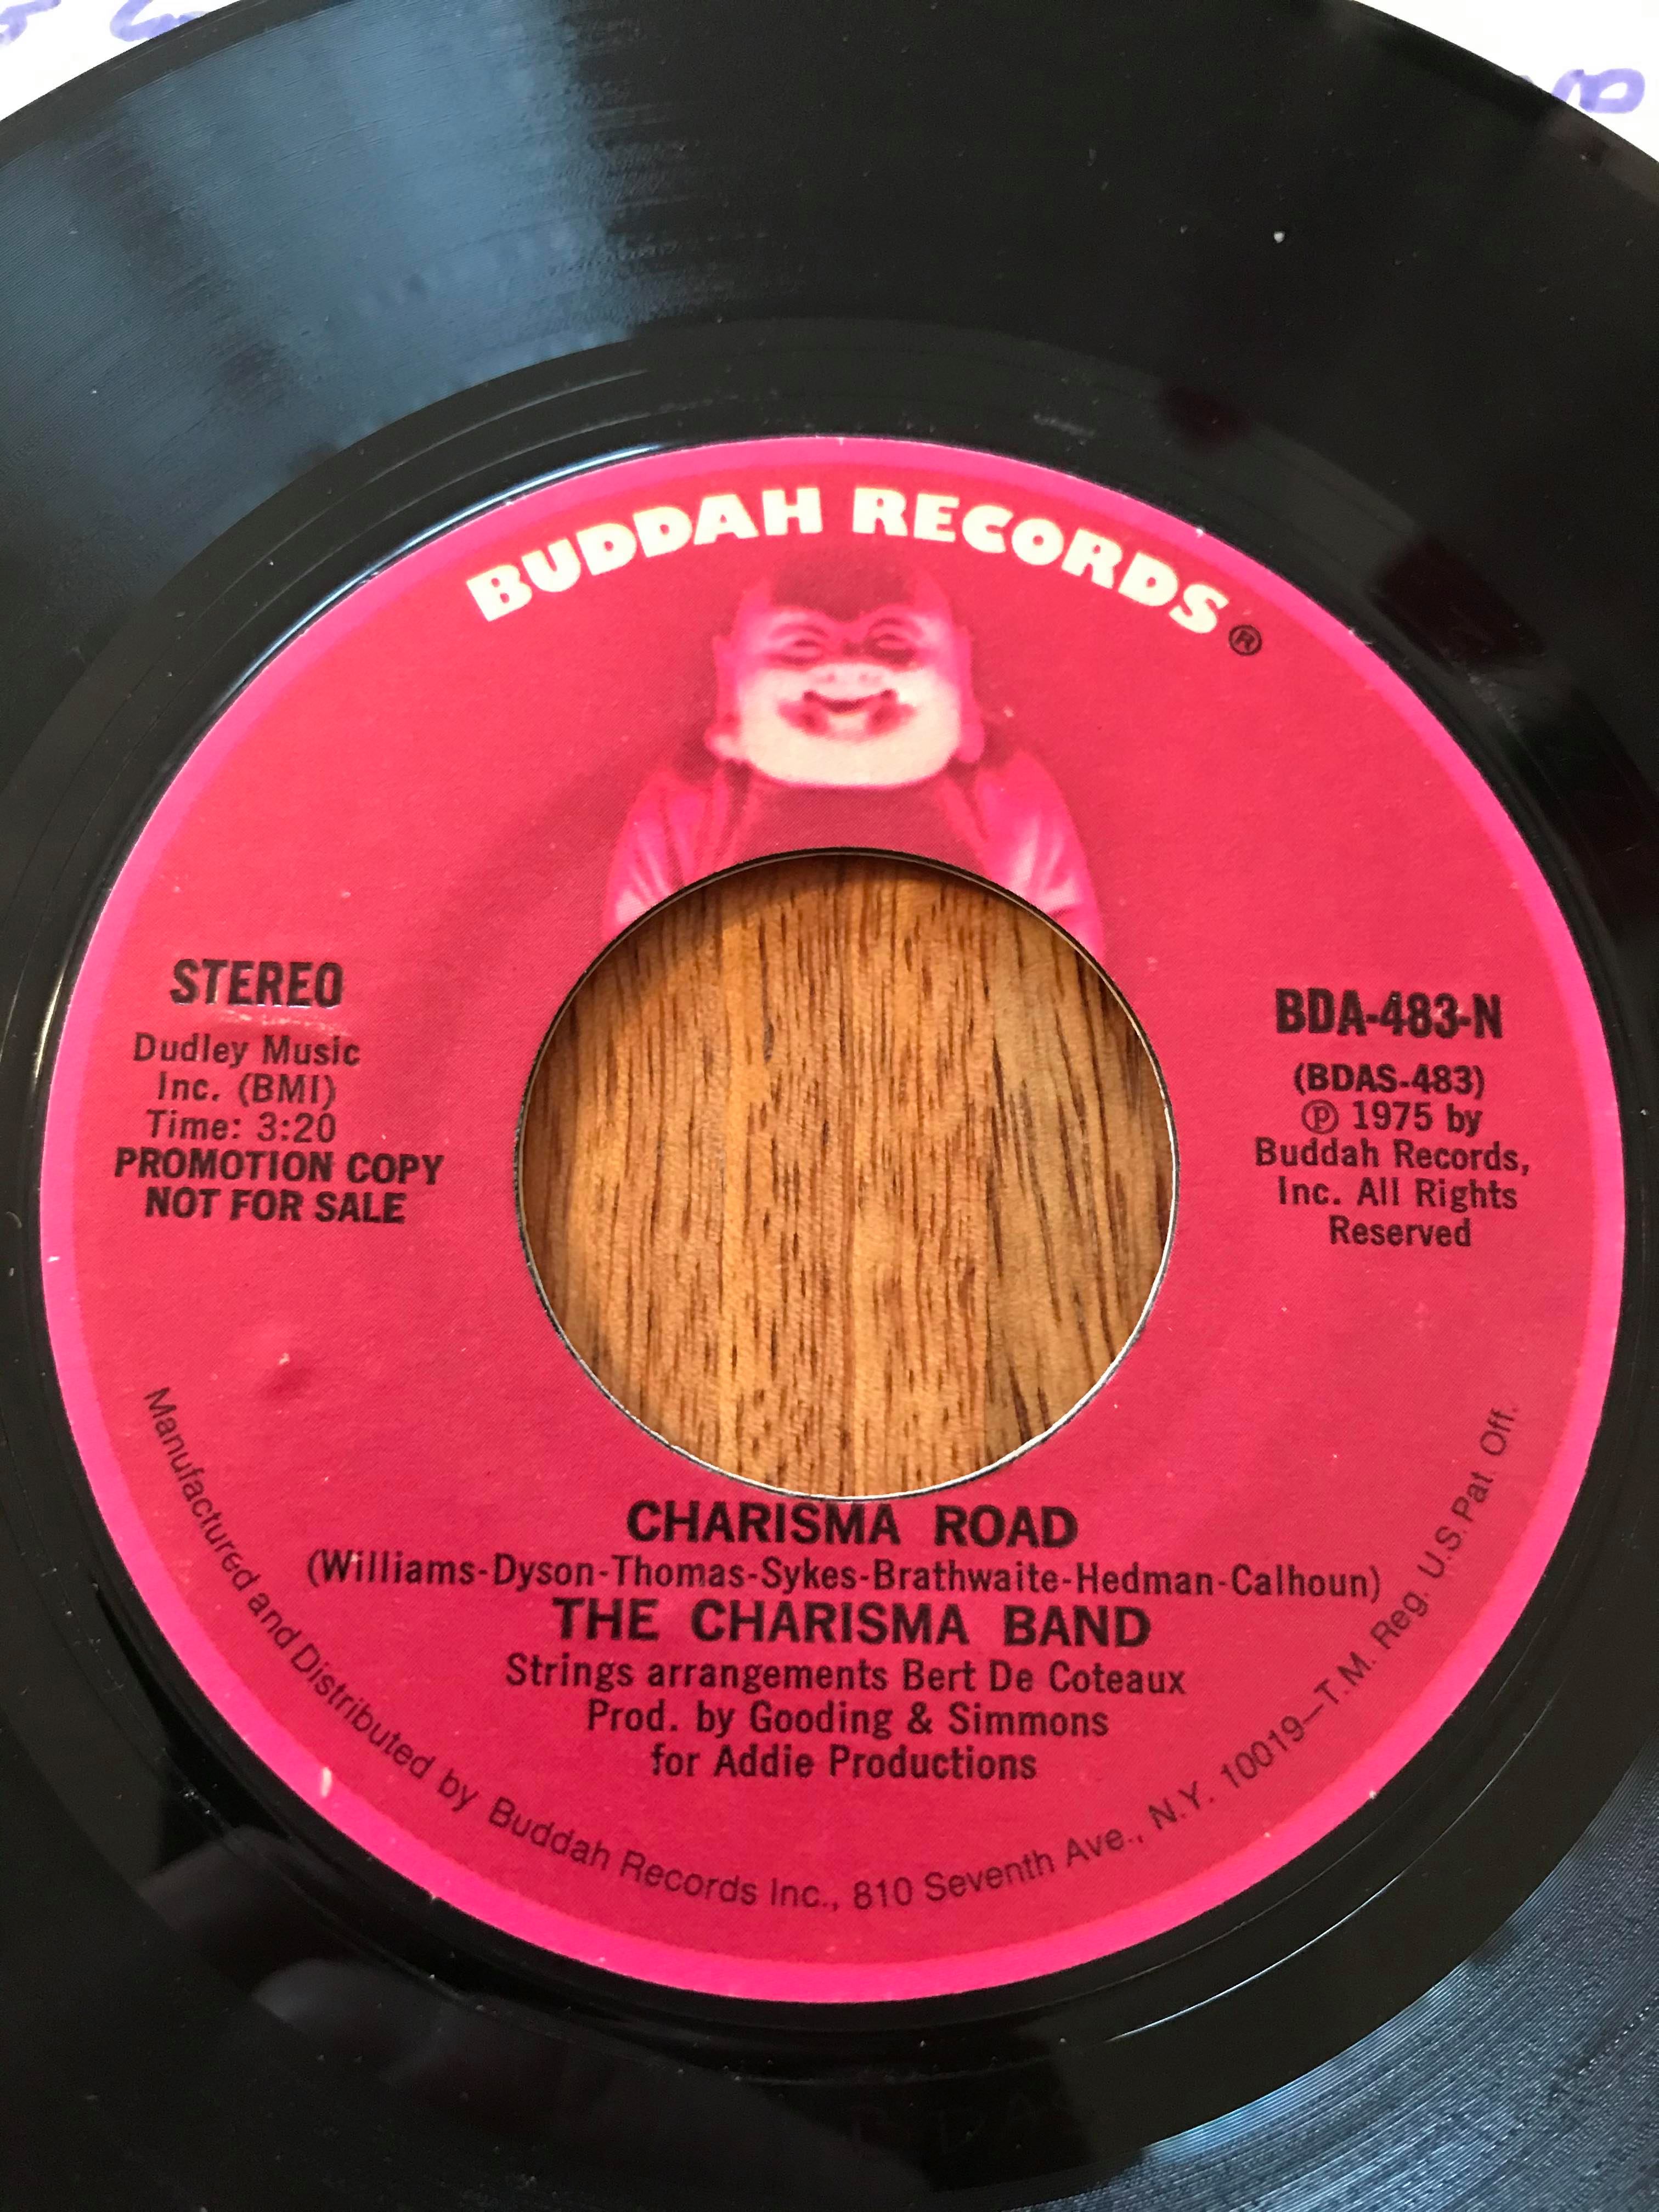 BUDDAH RECORDS ®
STEREO
Dudley Music
Inc. (BMI)
Time: 3:20
PROMOTION COPY
NOT FOR SALE
BDA-483-N
(BDAS-483)
℗ 1975 by
Buddah Records,
Inc. All Rights
Reserved
CHARISMA ROAD
(Williams-Dyson-Thomas-Sykes-Brathwaite-Hedman-Calhoun)
THE CHARISMA BAND
Strings arrangements Bert De Coteaux
Prod. by Gooding & Simmons
for Addie Productions
Manufactured and Distributed by Buddah Records Inc., 810 Seventh Ave., N.Y. 10019—T.M. Reg. U.S. Pat. Off.